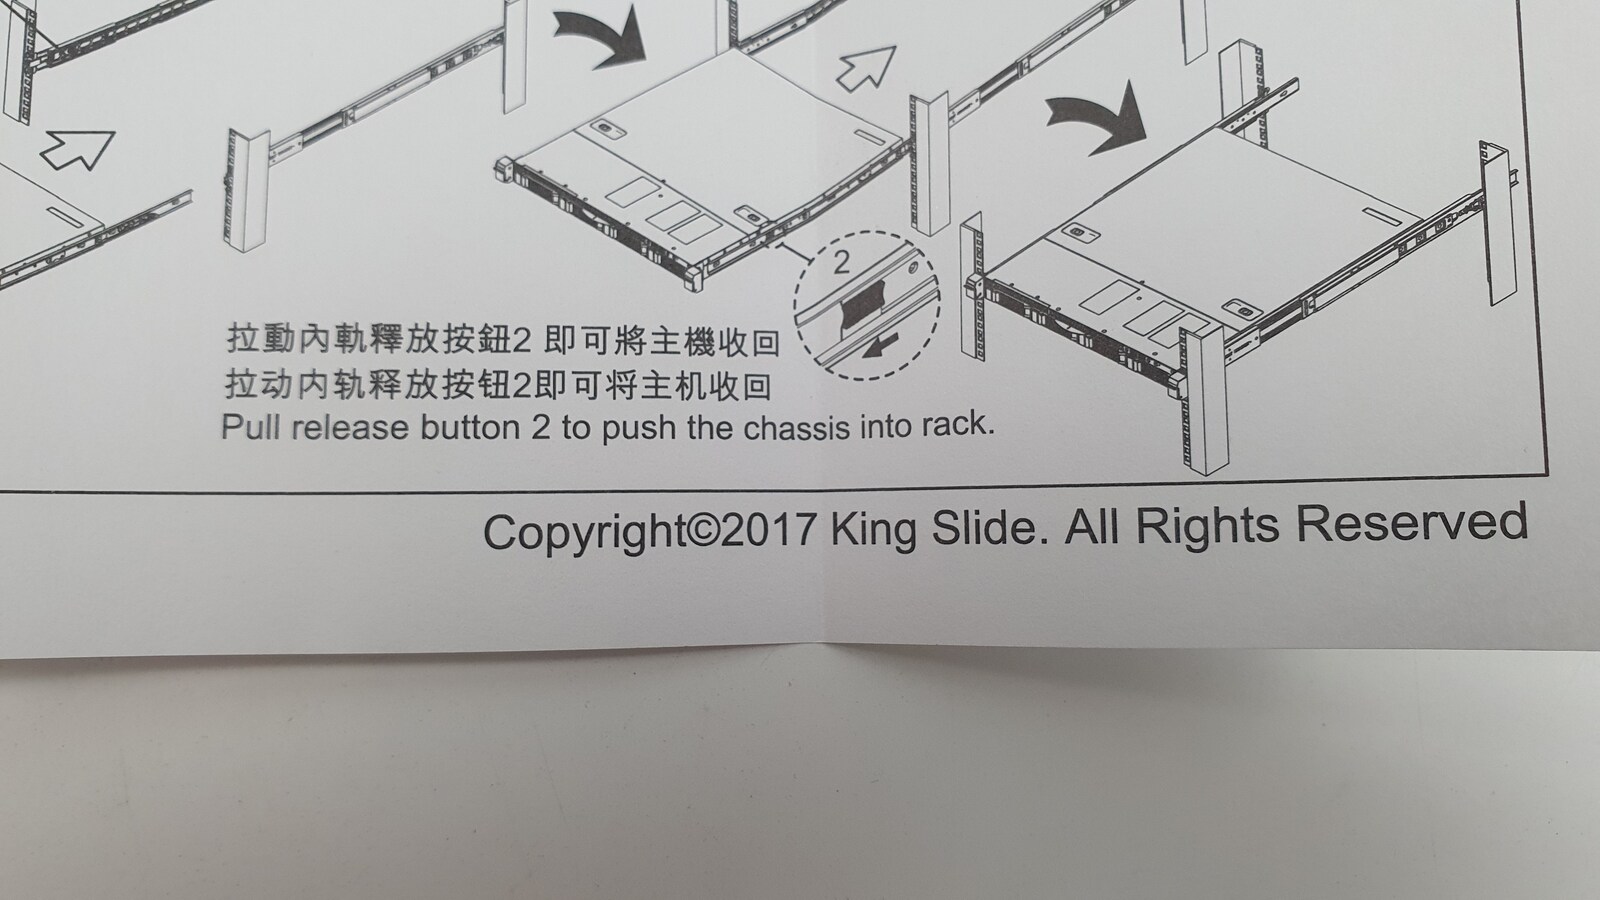 2
拉動內軌釋放按鈕2 即可將主機收回
拉动内轨释放按钮2即可将主机收回
Pull release button 2 to push the chassis into rack.
Copyright©2017 King Slide. All Rights Reserved